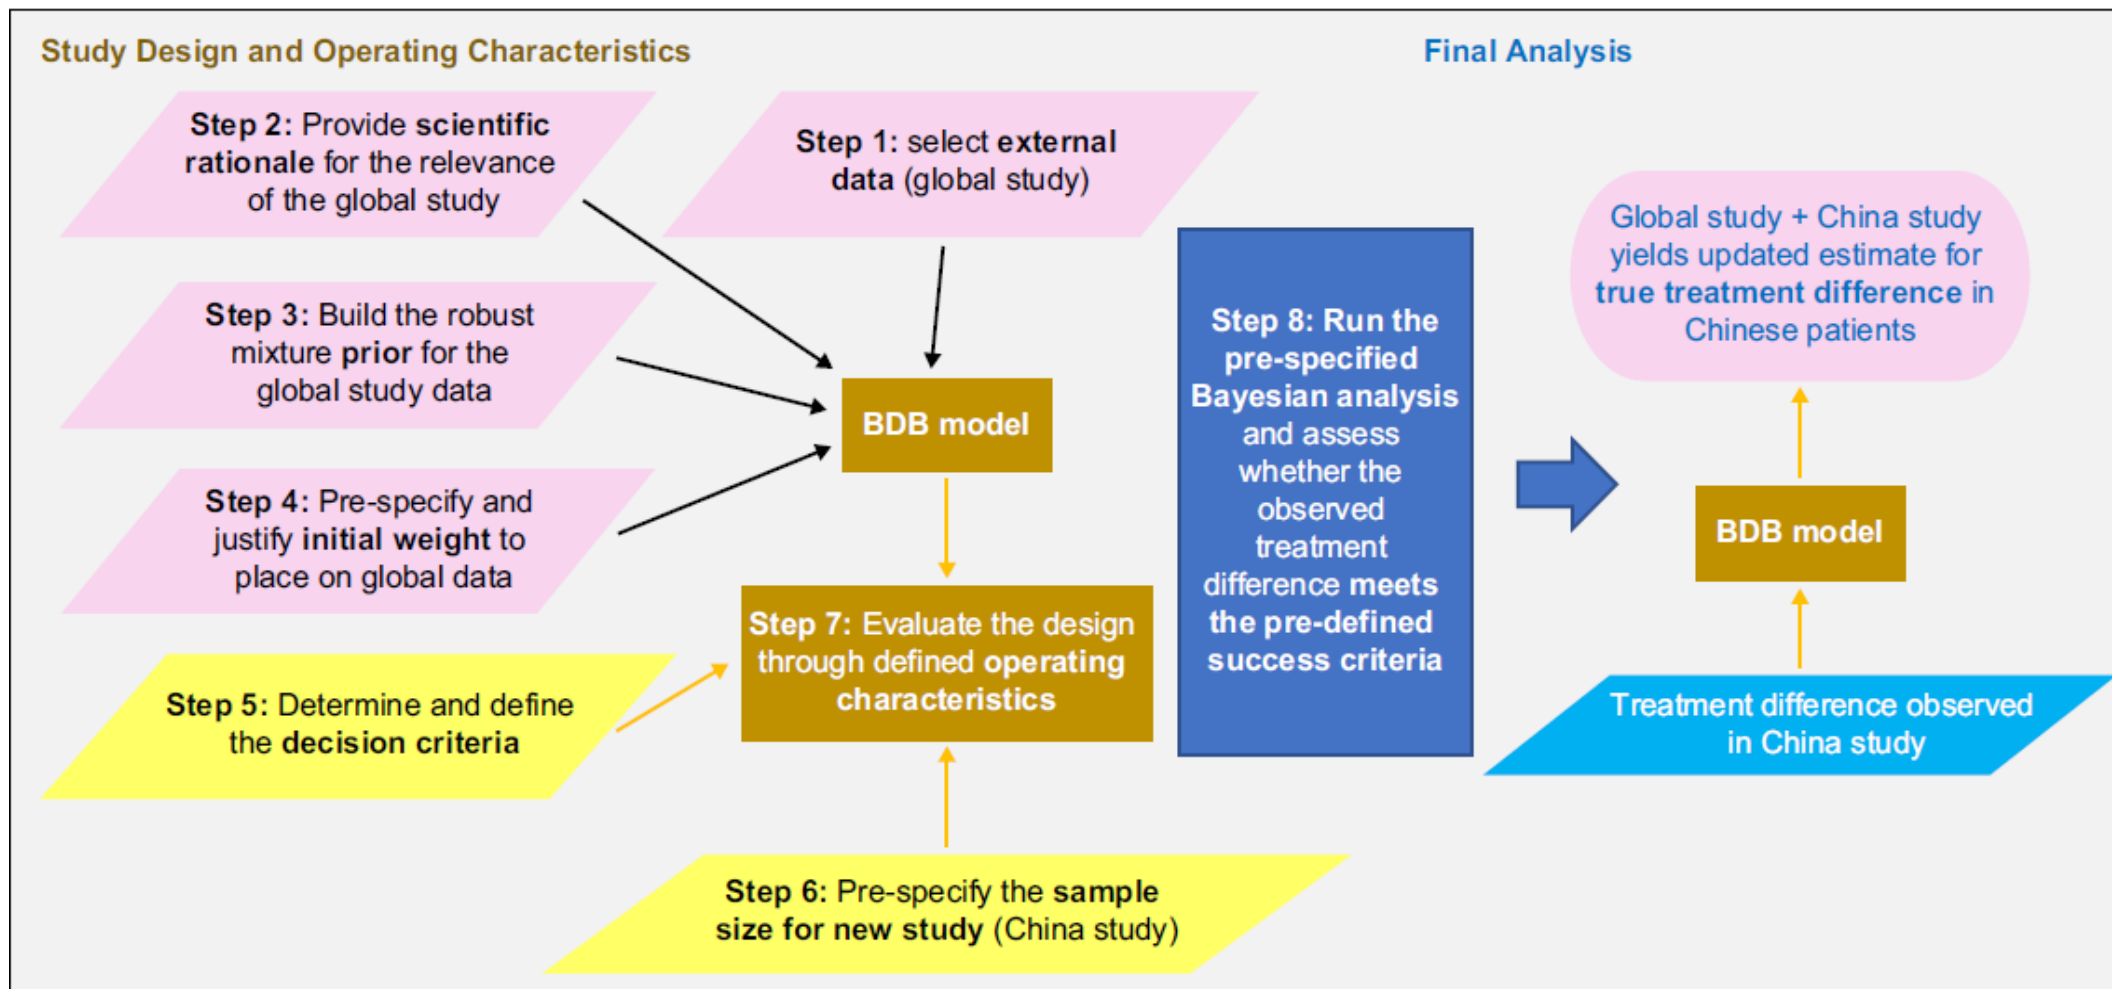 Study Design and Operating Characteristics
Final Analysis
Step 2: Provide scientific
rationale for the relevance
of the global study
Step 1: select external
data (global study)
Step 3: Build the robust
mixture prior for the
global study data
Step 4: Pre-specify and
justify initial weight to
place on global data
BDB model
Step 5: Determine and define
the decision criteria
Step 7: Evaluate the design
through defined operating
characteristics
Step 6: Pre-specify the sample
size for new study (China study)
Step 8: Run the
pre-specified
Bayesian analysis
and assess
whether the
observed
treatment
difference meets
the pre-defined
success criteria
Global study + China study
yields updated estimate for
true treatment difference in
Chinese patients
BDB model
Treatment difference observed
in China study